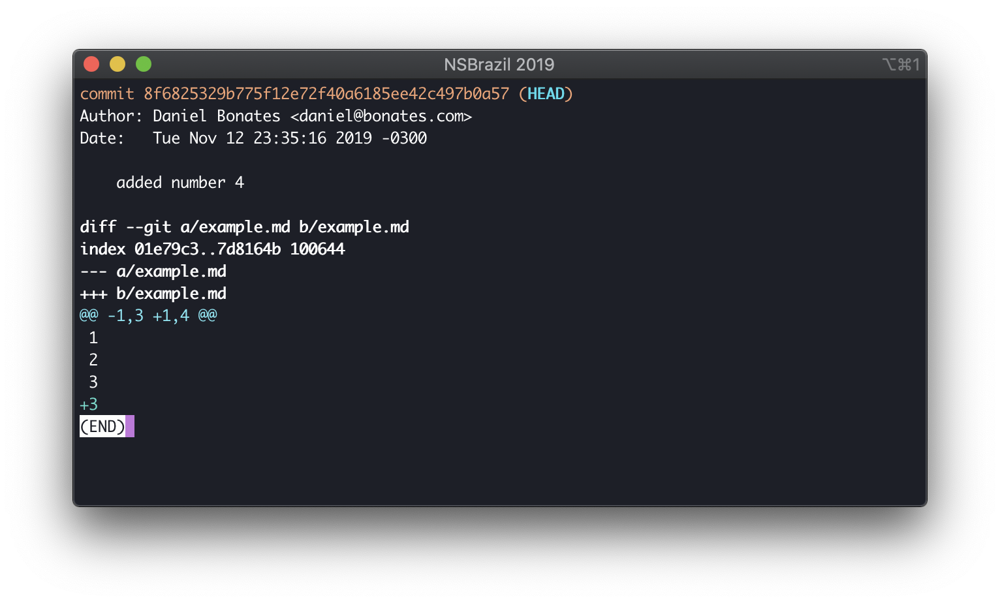 NSBrazil 2019
⌥⌘1
commit 8f6825329b775f12e72f40a6185ee42c497b0a57 (HEAD)
Author: Daniel Bonates <daniel@bonates.com>
Date:   Tue Nov 12 23:35:16 2019 -0300
    added number 4
diff --git a/example.md b/example.md
index 01e79c3..7d8164b 100644
--- a/example.md
+++ b/example.md
@@ -1,3 +1,4 @@
 1
 2
 3
+3
(END)